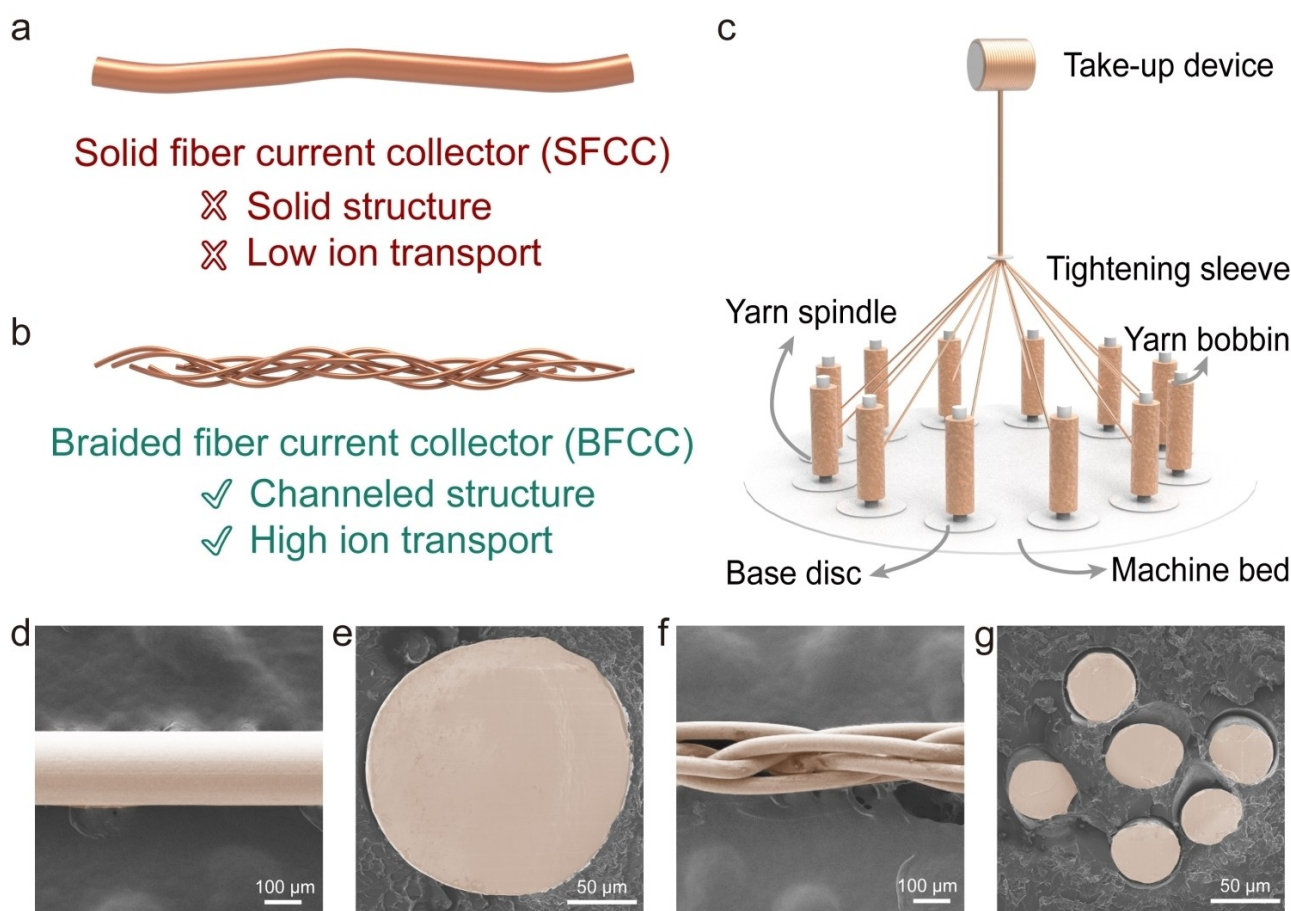 a
Solid fiber current collector (SFCC)
Solid structure
Low ion transport
b
Braided fiber current collector (BFCC)
Channeled structure
High ion transport
c
Take-up device
Tightening sleeve
Yarn spindle
Yarn bobbin
Base disc
Machine bed
d
100 μm
e
50 μm
f
100 μm
g
50 μm